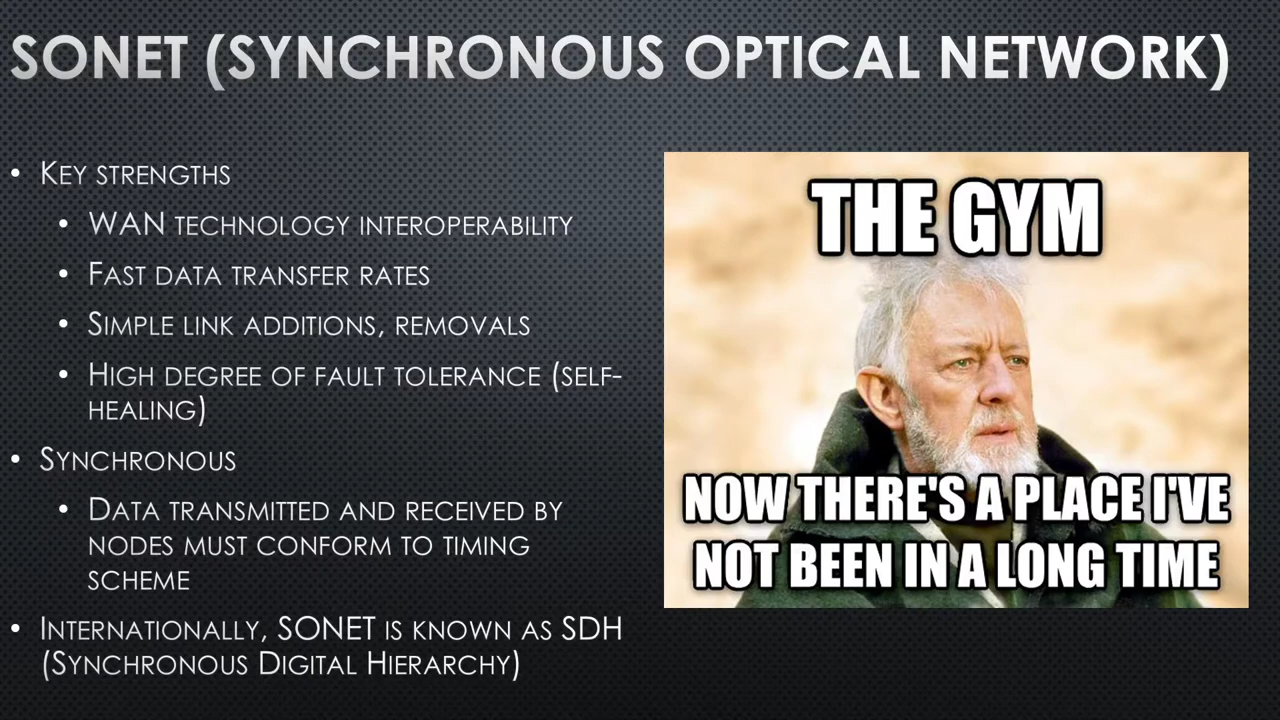 SONET (SYNCHRONOUS OPTICAL NETWORK)
• KEY STRENGTHS
• WAN TECHNOLOGY INTEROPERABILITY
• FAST DATA TRANSFER RATES
• SIMPLE LINK ADDITIONS, REMOVALS
• HIGH DEGREE OF FAULT TOLERANCE (SELF-
HEALING)
• SYNCHRONOUS
• DATA TRANSMITTED AND RECEIVED BY
NODES MUST CONFORM TO TIMING
SCHEME
• INTERNATIONALLY, SONET IS KNOWN AS SDH
(SYNCHRONOUS DIGITAL HIERARCHY)
THE GYM
NOW THERE'S A PLACE I'VE
NOT BEEN IN A LONG TIME